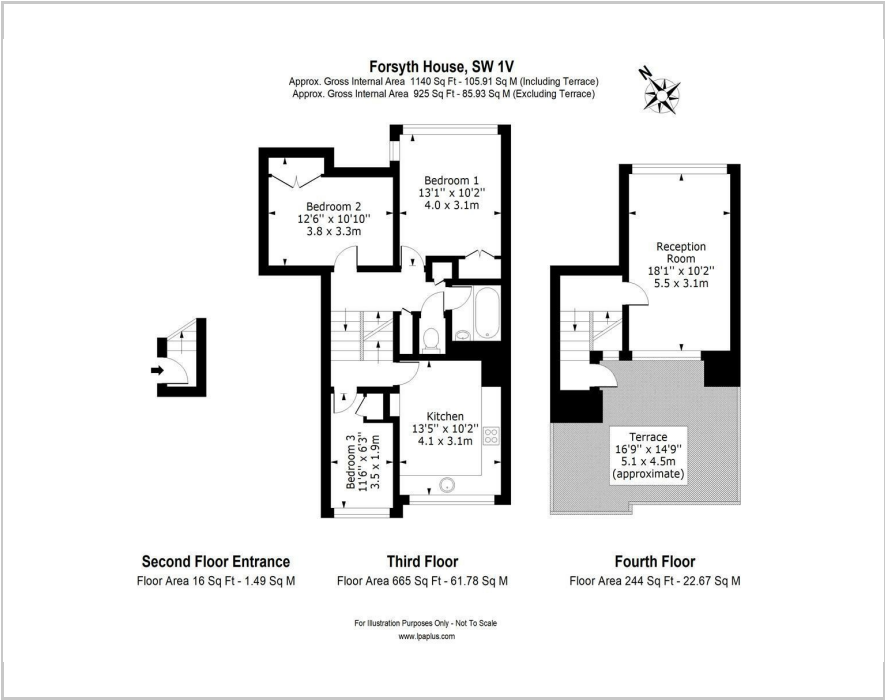 Forsyth House, SW 1V
Approx. Gross Internal Area 1140 Sq Ft - 105.91 Sq M (Including Terrace)
Approx. Gross Internal Area 925 Sq Ft - 85.93 Sq M (Excluding Terrace)
N
Bedroom 1
13'1" x 10'2"
4.0 x 3.1m
Bedroom 2
12'6" x 10'10"
3.8 x 3.3m
Reception
Room
18'1" x 10'2"
5.5 x 3.1m
Kitchen
13'5" x 10'2"
4.1 x 3.1m
Bedroom 3
11'6" x 6'3"
3.5 x 1.9m
Terrace
16'9" x 14'9"
5.1 x 4.5m
(approximate)
Second Floor Entrance
Floor Area 16 Sq Ft - 1.49 Sq M
Third Floor
Floor Area 665 Sq Ft - 61.78 Sq M
Fourth Floor
Floor Area 244 Sq Ft - 22.67 Sq M
For Illustration Purposes Only - Not To Scale
www.lpaplus.com